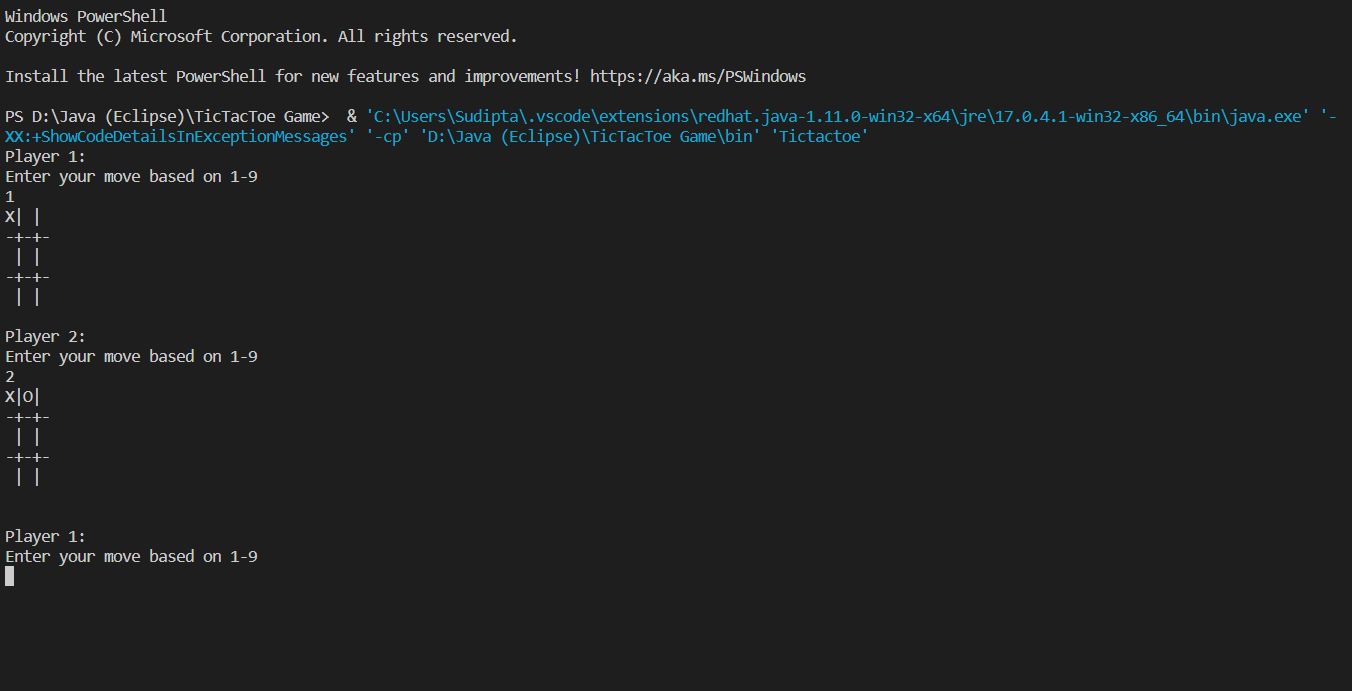 Windows PowerShell
Copyright (C) Microsoft Corporation. All rights reserved.

Install the latest PowerShell for new features and improvements! https://aka.ms/PSWindows

PS D:\Java (Eclipse)\TicTacToe Game>  & 'C:\Users\Sudipta\.vscode\extensions\redhat.java-1.11.0-win32-x64\jre\17.0.4.1-win32-x86_64\bin\java.exe' '-
XX:+ShowCodeDetailsInExceptionMessages' '-cp' 'D:\Java (Eclipse)\TicTacToe Game\bin' 'Tictactoe'
Player 1:
Enter your move based on 1-9
1
X| |
-+-+-
 | |
-+-+-
 | |

Player 2:
Enter your move based on 1-9
2
X|O|
-+-+-
 | |
-+-+-
 | |


Player 1:
Enter your move based on 1-9